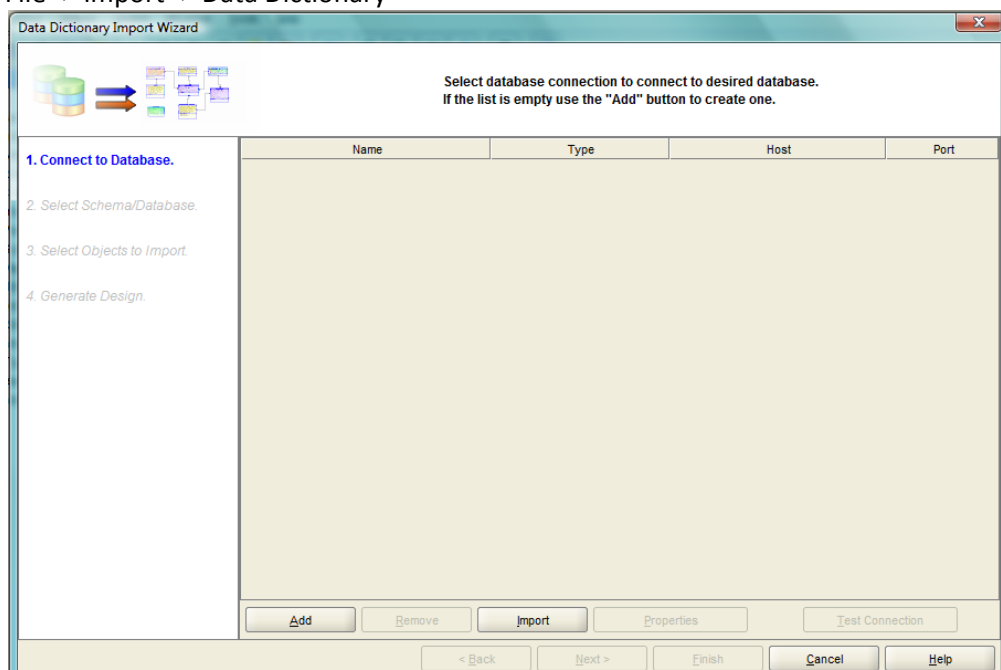 File → Import → Data Dictionary
Data Dictionary Import Wizard
Select database connection to connect to desired database.
If the list is empty use the "Add" button to create one.
1. Connect to Database.
2. Select Schema/Database.
3. Select Objects to Import.
4. Generate Design.
Name Type Host Port
Add Remove Import Properties Test Connection
< Back Next > Finish Cancel Help